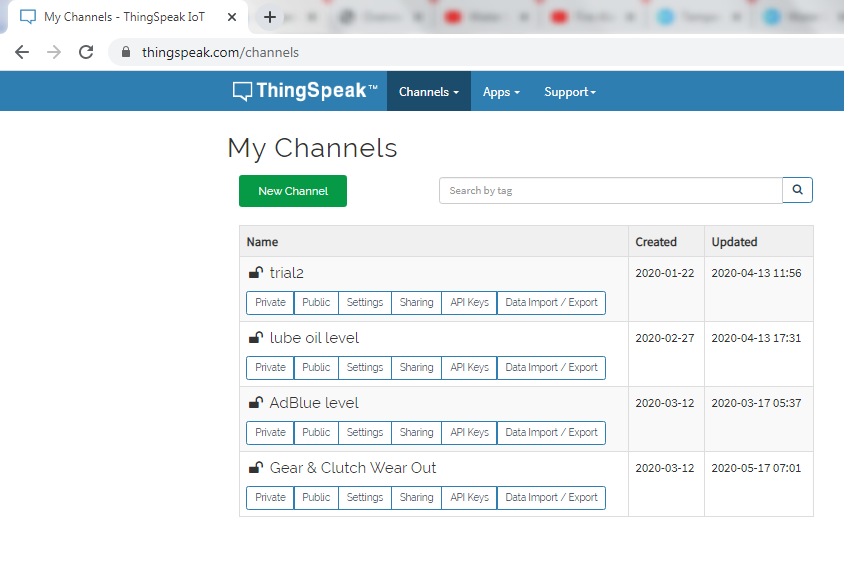 My Channels - ThingSpeak IoT
thingspeak.com/channels
ThingSpeak™ Channels Apps Support
My Channels
New Channel Search by tag
Name Created Updated
trial2 2020-01-22 2020-04-13 11:56
Private Public Settings Sharing API Keys Data Import / Export
lube oil level 2020-02-27 2020-04-13 17:31
Private Public Settings Sharing API Keys Data Import / Export
AdBlue level 2020-03-12 2020-03-17 05:37
Private Public Settings Sharing API Keys Data Import / Export
Gear & Clutch Wear Out 2020-03-12 2020-05-17 07:01
Private Public Settings Sharing API Keys Data Import / Export